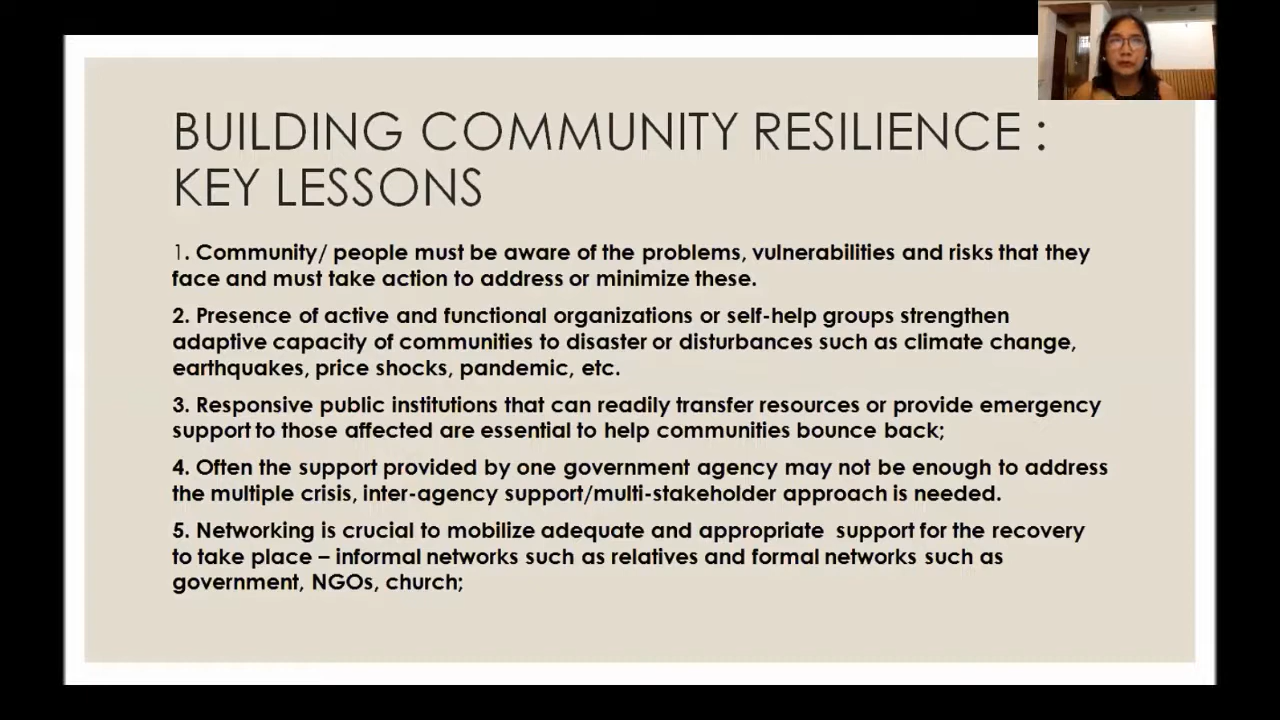 BUILDING COMMUNITY RESILIENCE :
KEY LESSONS
1. Community/ people must be aware of the problems, vulnerabilities and risks that they
face and must take action to address or minimize these.
2. Presence of active and functional organizations or self-help groups strengthen
adaptive capacity of communities to disaster or disturbances such as climate change,
earthquakes, price shocks, pandemic, etc.
3. Responsive public institutions that can readily transfer resources or provide emergency
support to those affected are essential to help communities bounce back;
4. Often the support provided by one government agency may not be enough to address
the multiple crisis, inter-agency support/multi-stakeholder approach is needed.
5. Networking is crucial to mobilize adequate and appropriate  support for the recovery
to take place – informal networks such as relatives and formal networks such as
government, NGOs, church;